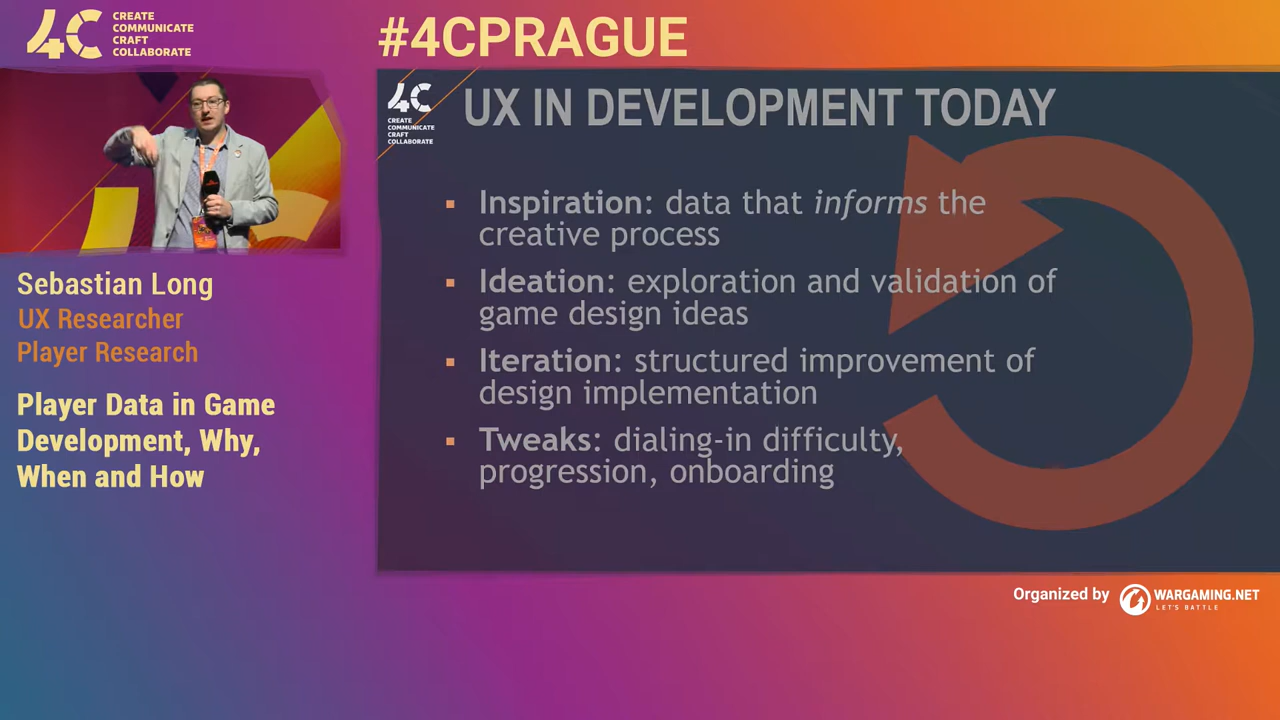 4C CREATE
COMMUNICATE
CRAFT
COLLABORATE
#4CPRAGUE
4C
CREATE
COMMUNICATE
CRAFT
COLLABORATE
UX IN DEVELOPMENT TODAY
Inspiration: data that informs the
creative process
Ideation: exploration and validation of
game design ideas
Iteration: structured improvement of
design implementation
Tweaks: dialing-in difficulty,
progression, onboarding
Sebastian Long
UX Researcher
Player Research
Player Data in Game
Development, Why,
When and How
Organized by
WARGAMING.NET
LET'S BATTLE